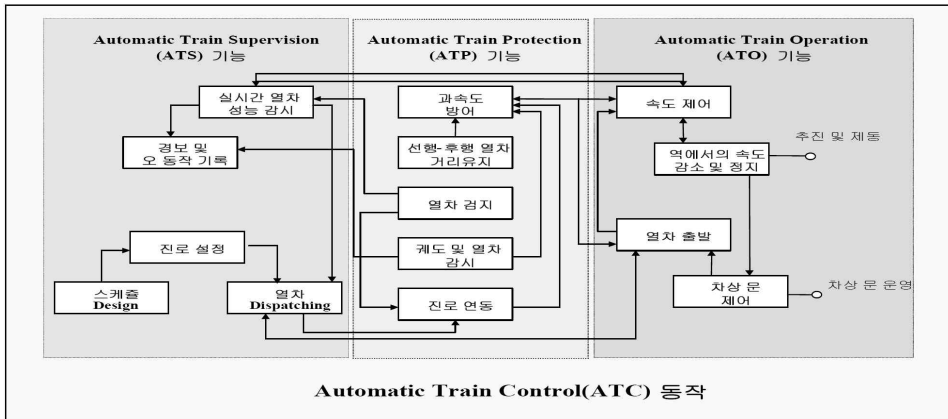 Automatic Train Supervision
(ATS) 기능
실시간 열차
성능 감시
경보 및
오 동작 기록
진로 설정
스케쥴
Design
열차
Dispatching
Automatic Train Protection
(ATP) 기능
과속도
방어
선행-후행 열차
거리유지
열차 검지
궤도 및 열차
감시
진로 연동
Automatic Train Operation
(ATO) 기능
속도 제어
추진 및 제동
역에서의 속도
감소 및 정지
열차 출발
차상 문
제어
차상 문 운영
Automatic Train Control(ATC) 동작